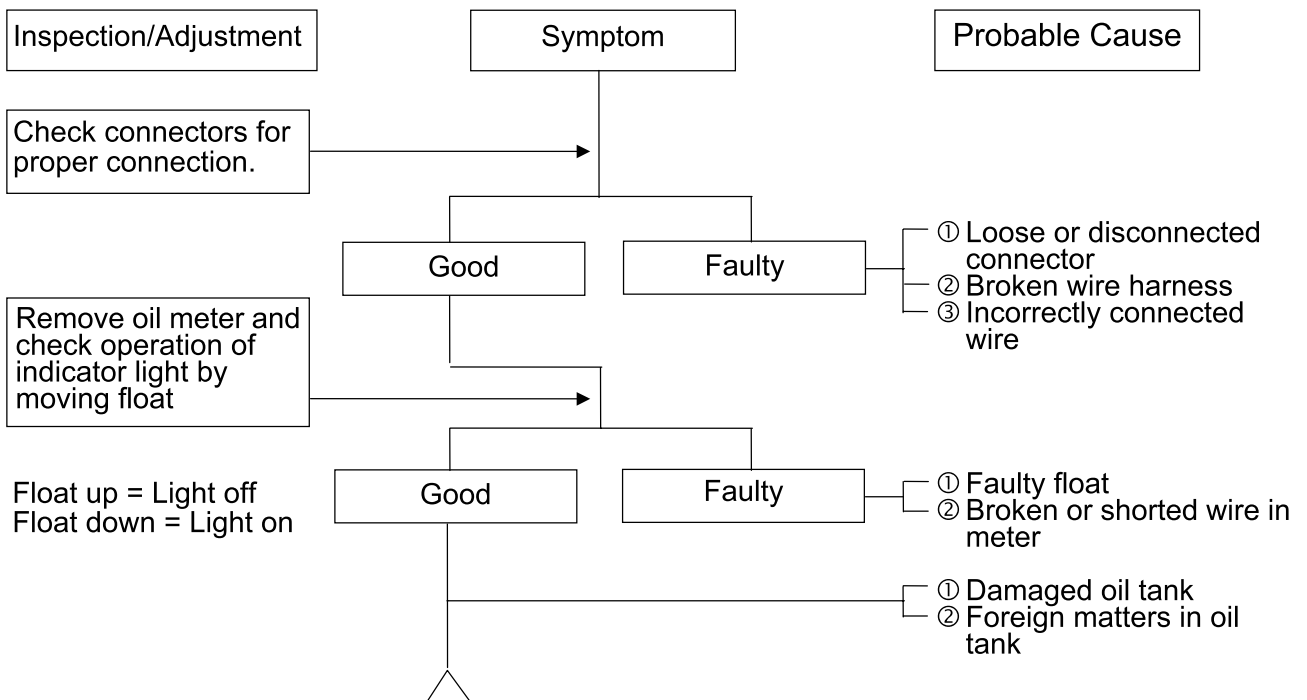 Inspection/Adjustment
Symptom
Probable Cause
Check connectors for
proper connection.
Good
Faulty
① Loose or disconnected
connector
② Broken wire harness
③ Incorrectly connected
wire
Remove oil meter and
check operation of
indicator light by
moving float
Float up = Light off
Float down = Light on
Good
Faulty
① Faulty float
② Broken or shorted wire in
meter
① Damaged oil tank
② Foreign matters in oil
tank